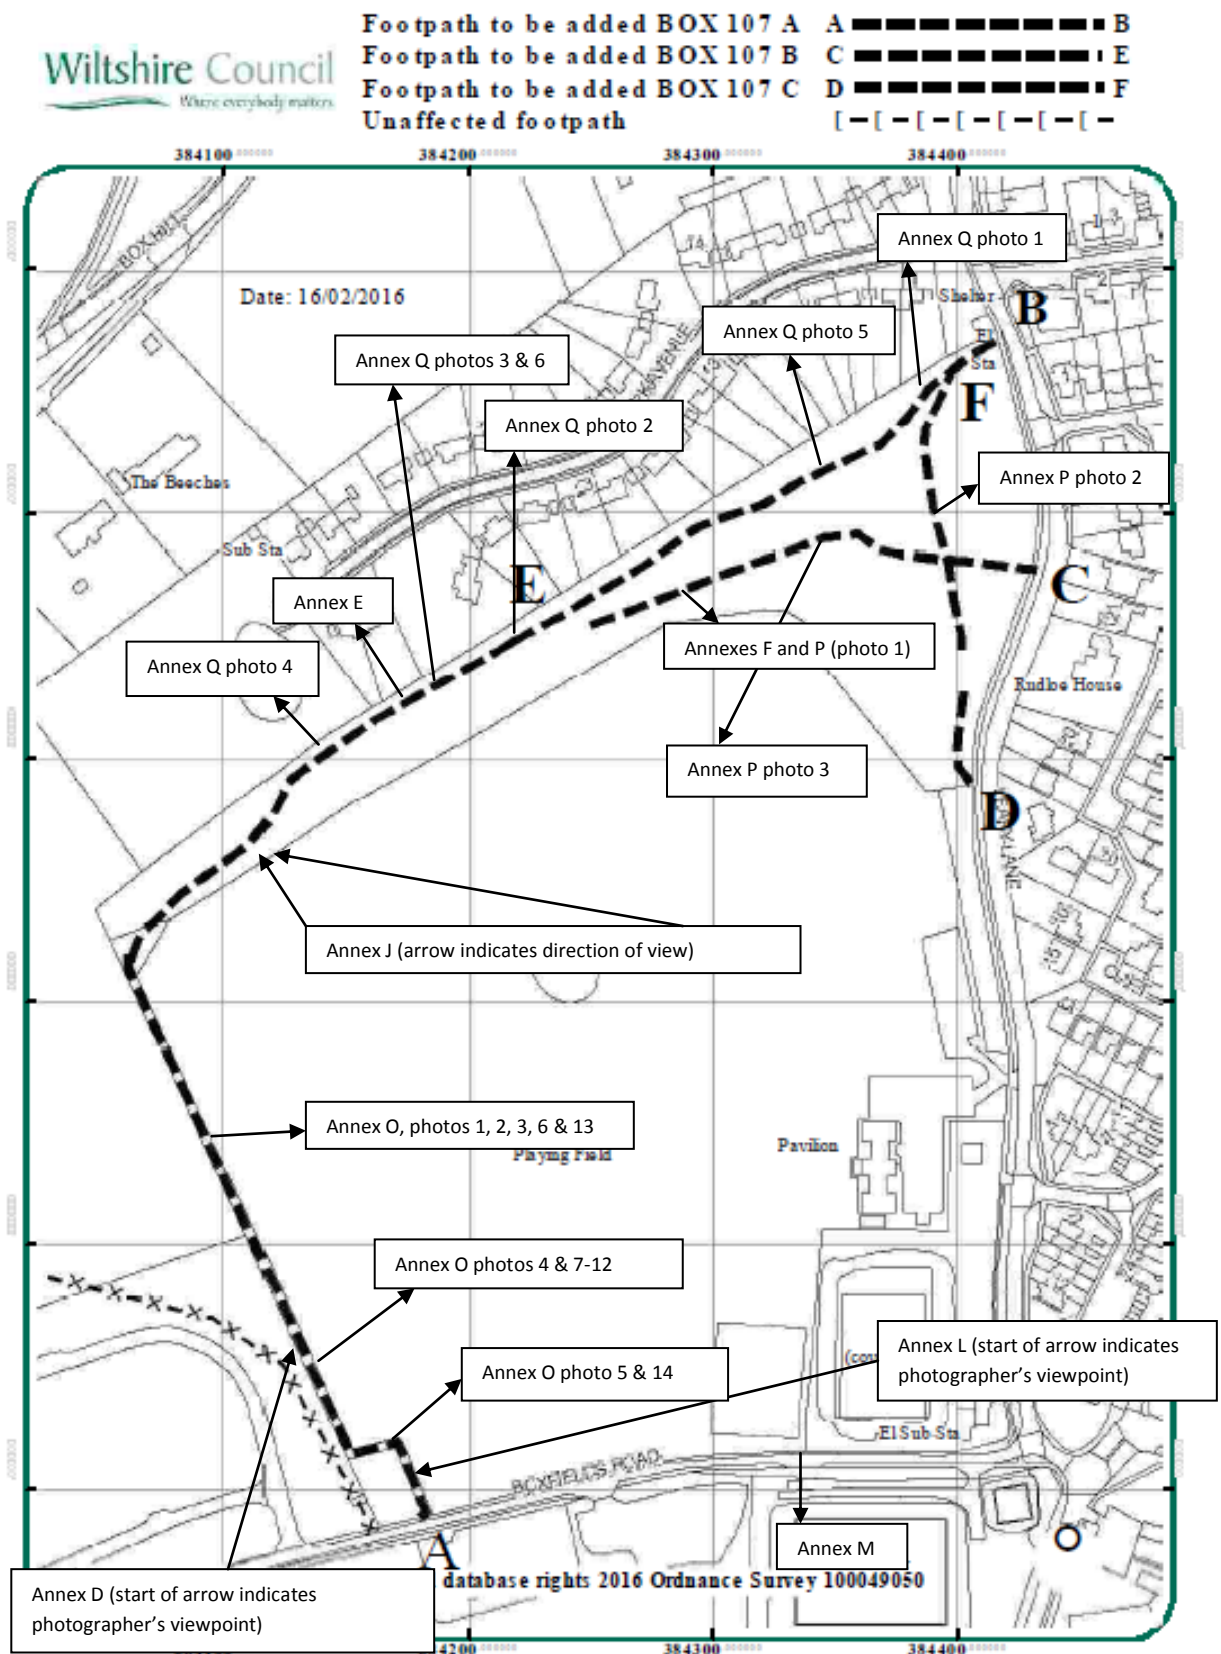 Wiltshire Council
Where everybody matters
Footpath to be added BOX 107 A A B
Footpath to be added BOX 107 B C E
Footpath to be added BOX 107 C D F
Unaffected footpath
384100 384200 384300 384400
BOX HILL
Date: 16/02/2016
Annex Q photo 1
Shelter
B
Annex Q photo 5
El
Sta
Annex Q photos 3 & 6
AVENUE
F
Annex Q photo 2
Annex P photo 2
The Beeches
Sub Sta
E
C
Annex E
Annexes F and P (photo 1)
Annex Q photo 4
Rudloe House
Annex P photo 3
D
LANE
Annex J (arrow indicates direction of view)
Annex O, photos 1, 2, 3, 6 & 13
Playing Field
Pavilion
Annex O photos 4 & 7-12
Annex L (start of arrow indicates
photographer's viewpoint)
Annex O photo 5 & 14
El Sub Sta
BOXFIELDS ROAD
A
Annex M
database rights 2016 Ordnance Survey 100049050
Annex D (start of arrow indicates
photographer's viewpoint)
384300 384400